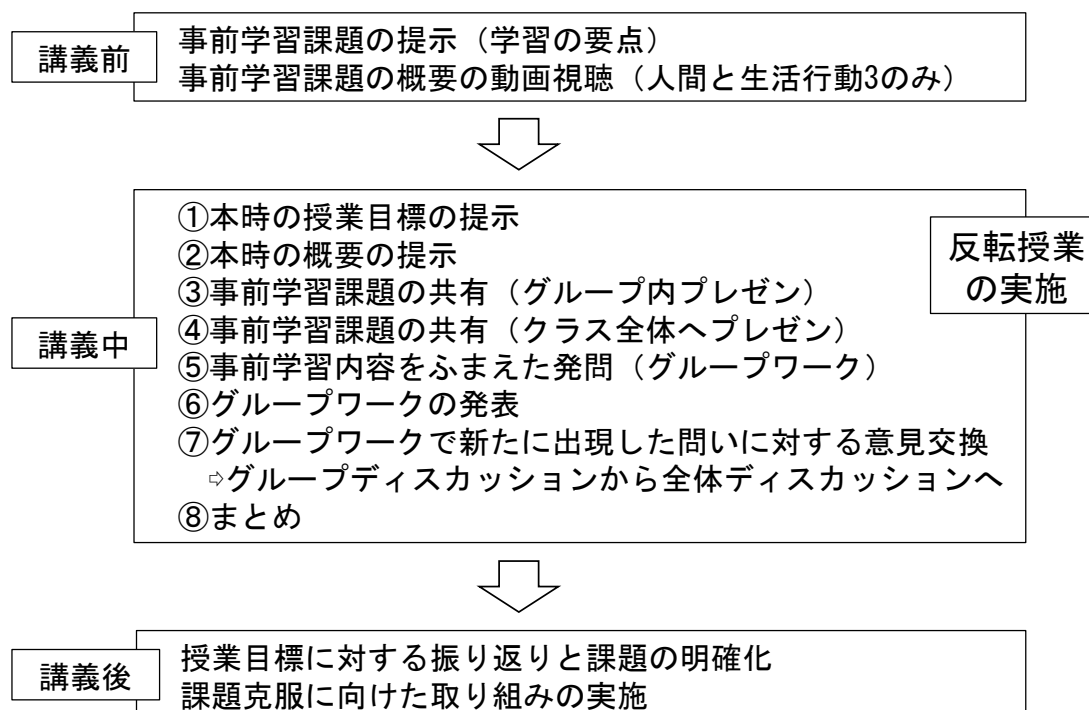 講義前
事前学習課題の提示（学習の要点）
事前学習課題の概要の動画視聴（人間と生活行動3のみ）
講義中
①本時の授業目標の提示
②本時の概要の提示
③事前学習課題の共有（グループ内プレゼン）
④事前学習課題の共有（クラス全体へプレゼン）
⑤事前学習内容をふまえた発問（グループワーク）
⑥グループワークの発表
⑦グループワークで新たに出現した問いに対する意見交換
⇨グループディスカッションから全体ディスカッションへ
⑧まとめ
反転授業
の実施
講義後
授業目標に対する振り返りと課題の明確化
課題克服に向けた取り組みの実施